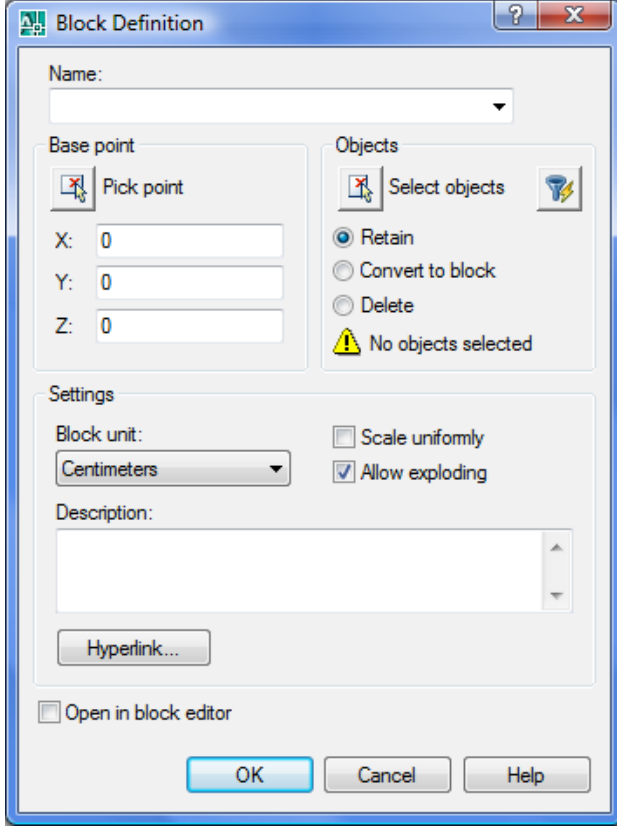 Block Definition
Name:
Base point
Pick point
X: 0
Y: 0
Z: 0
Objects
Select objects
Retain
Convert to block
Delete
No objects selected
Settings
Block unit:
Centimeters
Scale uniformly
Allow exploding
Description:
Hyperlink...
Open in block editor
OK Cancel Help